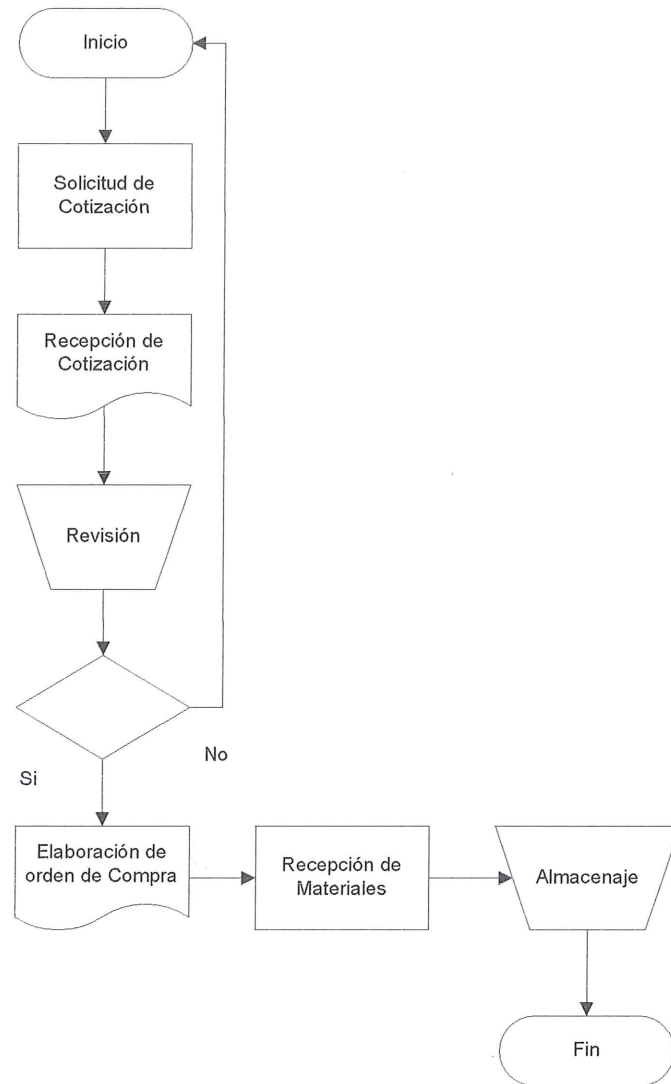 Inicio
Solicitud de
Cotización
Recepción de
Cotización
Revisión
No
Si
Elaboración de
orden de Compra
Recepción de
Materiales
Almacenaje
Fin